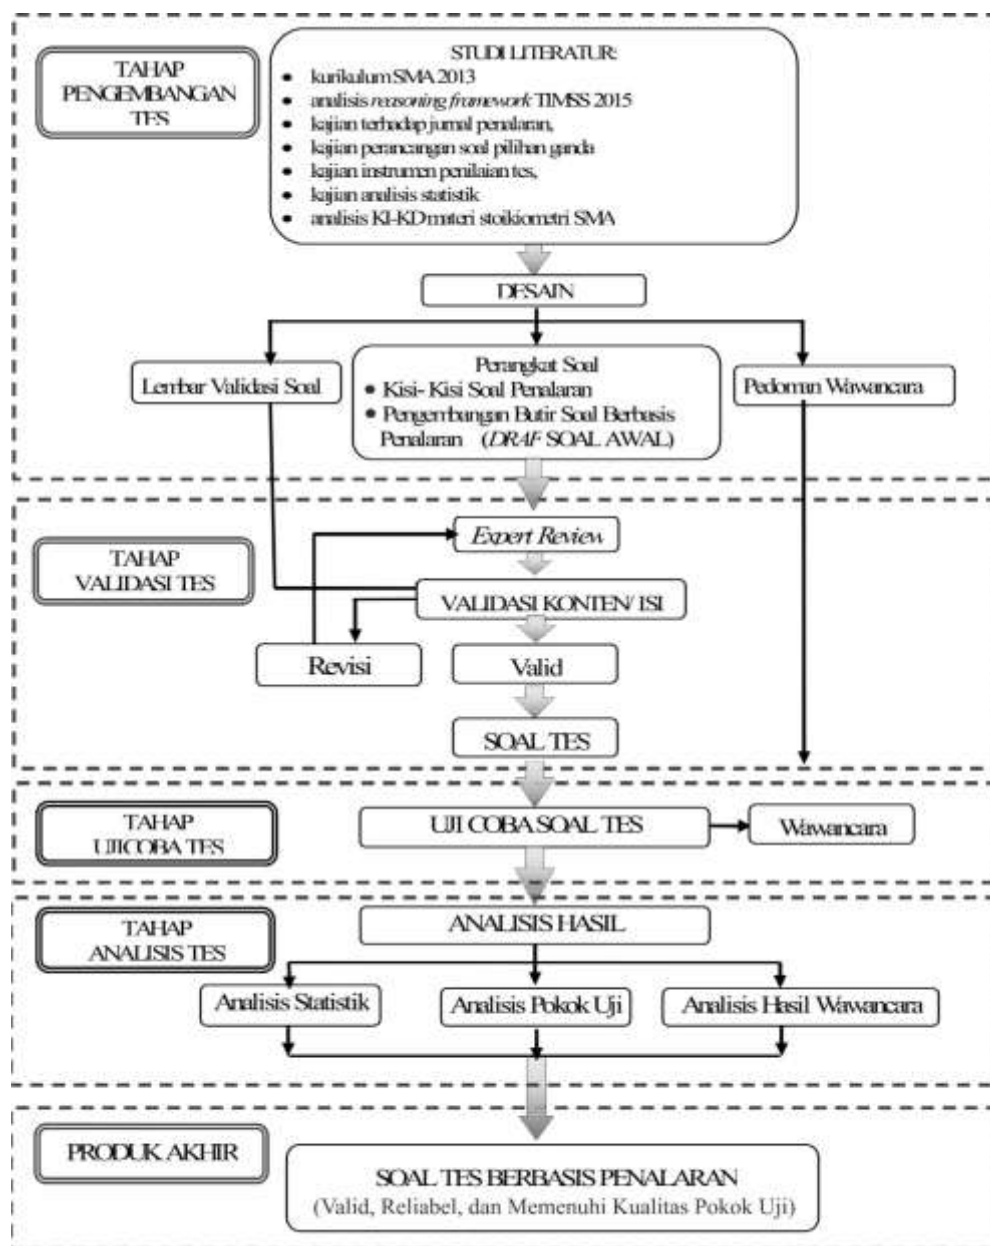 TAHAP
PENGEMBANGAN
TES
STUDI LITERATUR:
• kurikulum SMA 2013
• analisis reasoning framework TIMSS 2015
• kajian terhadap jurnal penalaran,
• kajian perancangan soal pilihan ganda
• kajian instrumen penilaian tes,
• kajian analisis statistik
• analisis KI-KD materi stoikiometri SMA
DESAIN
Lembar Validasi Soal
Perangkat Soal
• Kisi- Kisi Soal Penalaran
• Pengembangan Butir Soal Berbasis
Penalaran (DRAF SOAL AWAL)
Pedoman Wawancara
TAHAP
VALIDASI TES
Expert Review
VALIDASI KONTEN/ ISI
Revisi
Valid
SOAL TES
TAHAP
UJICOBA TES
UJI COBA SOAL TES
Wawancara
TAHAP
ANALISIS TES
ANALISIS HASIL
Analisis Statistik
Analisis Pokok Uji
Analisis Hasil Wawancara
PRODUK AKHIR
SOAL TES BERBASIS PENALARAN
(Valid, Reliabel, dan Memenuhi Kualitas Pokok Uji)